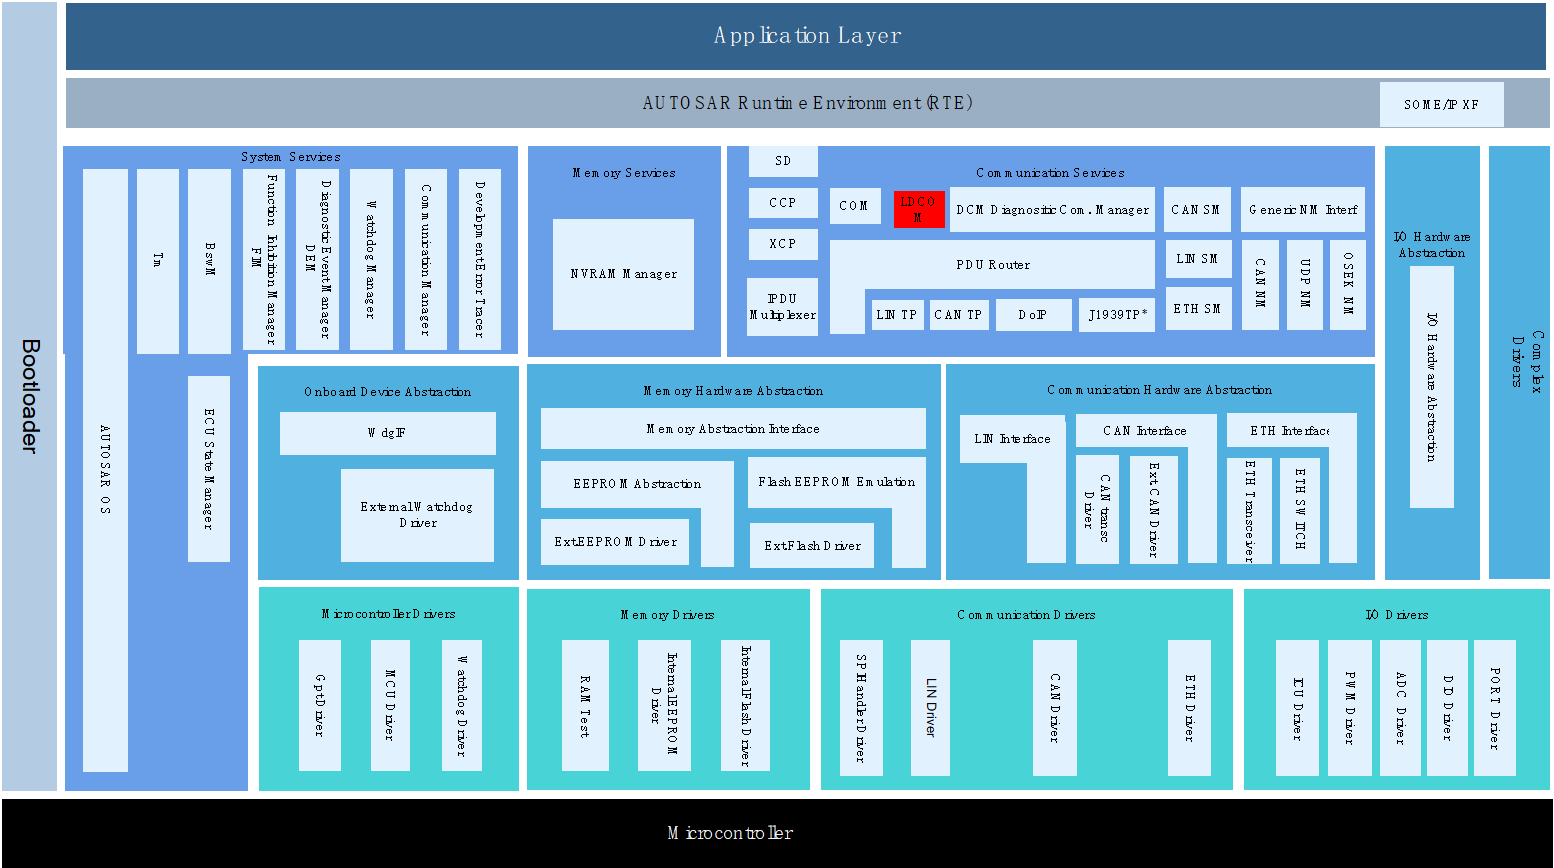 Application Layer
AUTOSAR Runtime Environment (RTE)
SOME/IPXF
Bootloader
System Services
AUTOSAR OS
Tm
BswM
Function Inhibition Manager
FIM
Diagnostic Event Manager
DEM
Watchdog Manager
Communication Manager
Development Error Tracer
ECU State Manager
Memory Services
NVRAM Manager
Communication Services
SD
CCP
XCP
IPDU
Multiplexer
COM
LDCO
M
DCM Diagnositic Com. Manager
PDU Router
LIN TP
CAN TP
DoIP
J1939TP*
CAN SM
LIN SM
ETH SM
Generic NM Interf
CAN NM
UDP NM
OSEK NM
I/O Hardware
Abstraction
I/O Hardware Abstraction
Complex
Drivers
Onboard Device Abstraction
WdgIF
External Watchdog
Driver
Memory Hardware Abstraction
Memory Abstraction Interface
EEPROM Abstraction
Flash EEPROM Emulation
Ext.EEPROM Driver
Ext.Flash Driver
Communication Hardware Abstraction
LIN Interface
CAN Interface
CAN transc
Driver
Ext CAN Driver
ETH Interface
ETH Transceiver
ETH SWITCH
Microcontroller Drivers
Gpt Driver
MCU Driver
Watchdog Driver
Memory Drivers
RAM Test
Internal EEPROM
Driver
Internal Flash Driver
Communication Drivers
SPI Handler Driver
LIN Driver
CAN Driver
ETH Driver
I/O Drivers
ICU Driver
PWM Driver
ADC Driver
DIO Driver
PORT Driver
Microcontroller